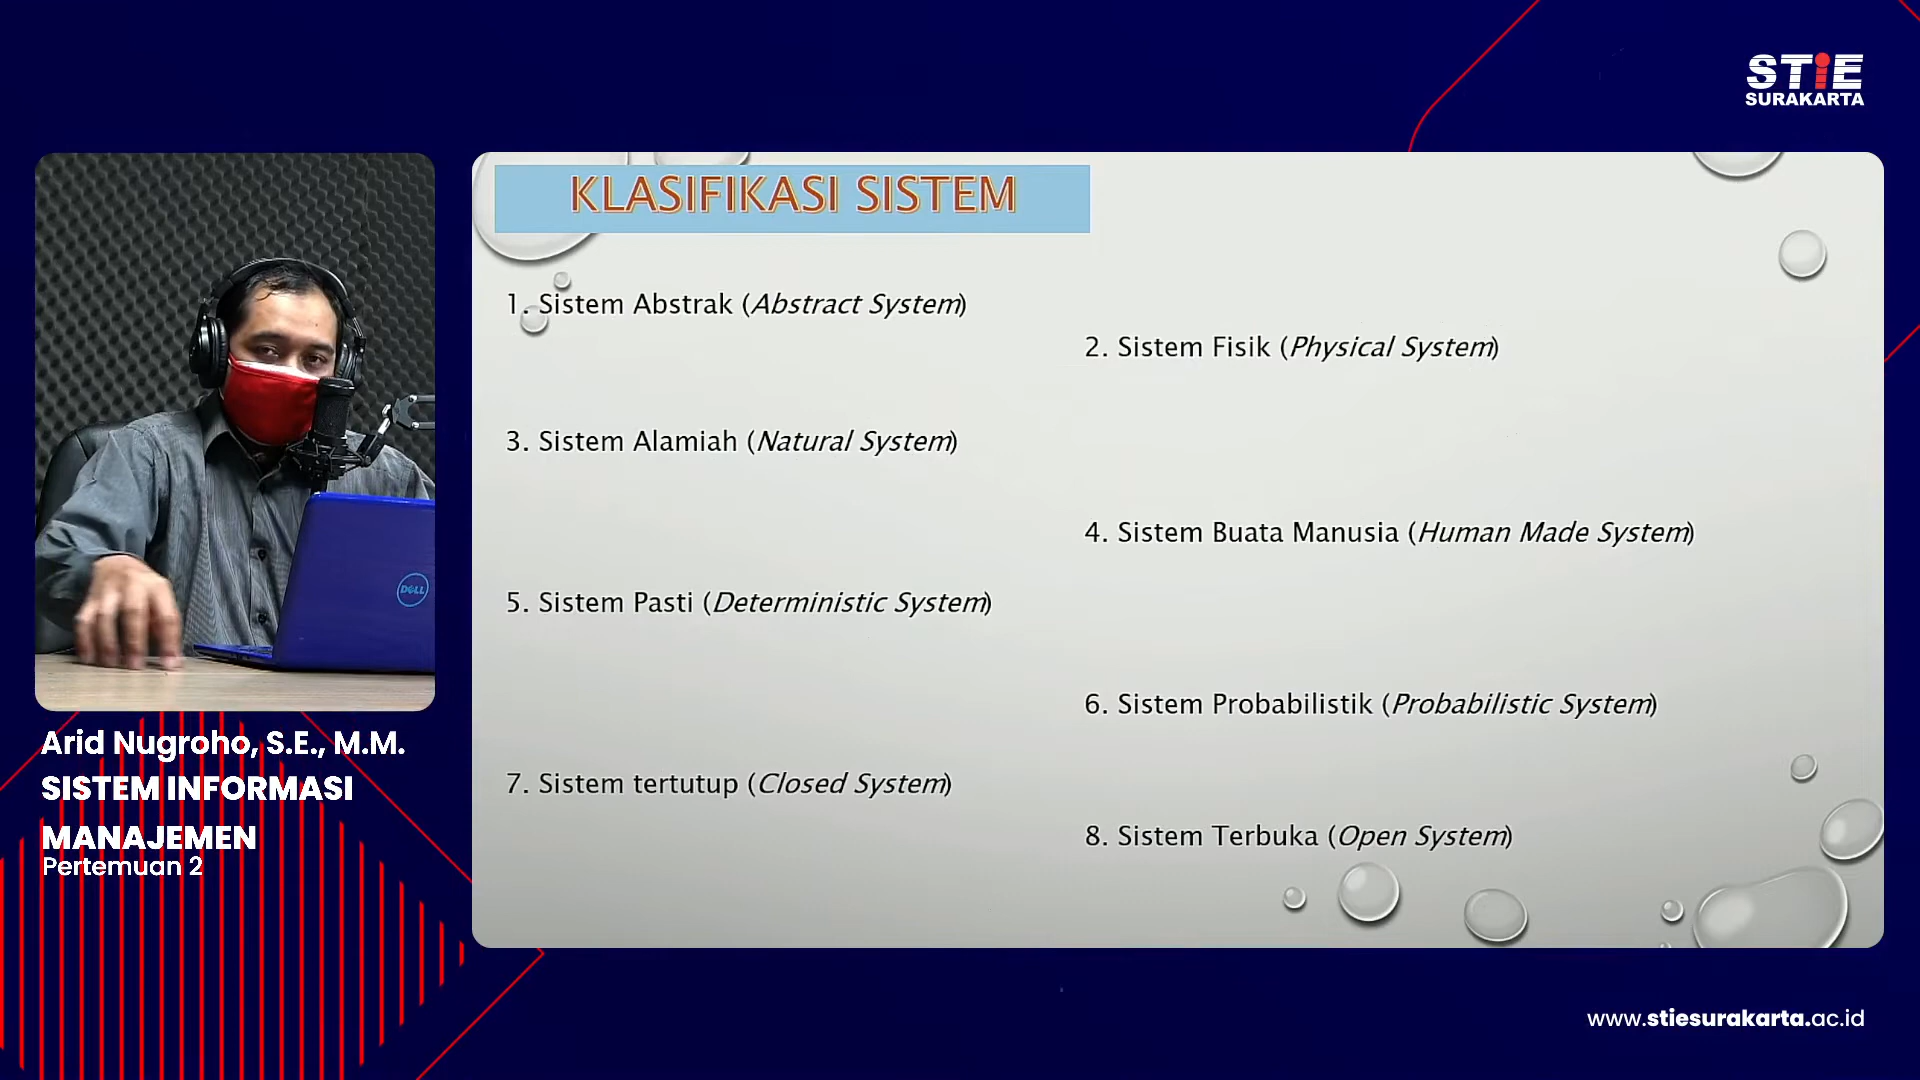 STiE
SURAKARTA
KLASIFIKASI SISTEM
1. Sistem Abstrak (Abstract System)
2. Sistem Fisik (Physical System)
3. Sistem Alamiah (Natural System)
4. Sistem Buata Manusia (Human Made System)
5. Sistem Pasti (Deterministic System)
6. Sistem Probabilistik (Probabilistic System)
7. Sistem tertutup (Closed System)
8. Sistem Terbuka (Open System)
DELL
Arid Nugroho, S.E., M.M.
SISTEM INFORMASI
MANAJEMEN
Pertemuan 2
www.stiesurakarta.ac.id